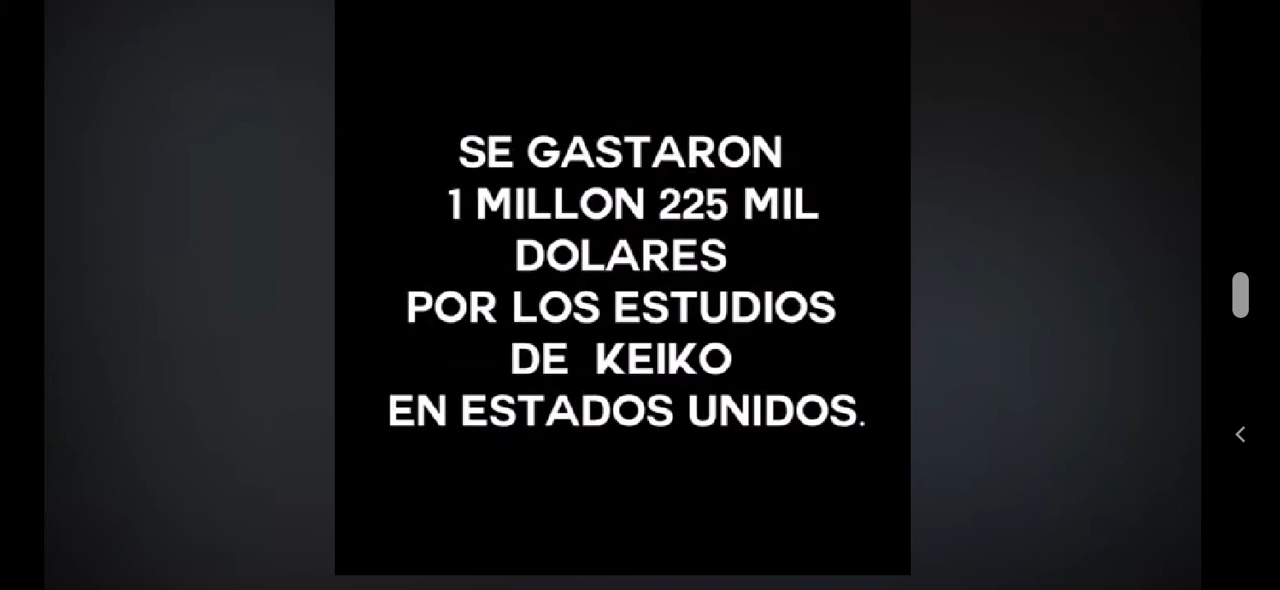 SE GASTARON
1 MILLON 225 MIL
DOLARES
POR LOS ESTUDIOS
DE KEIKO
EN ESTADOS UNIDOS.